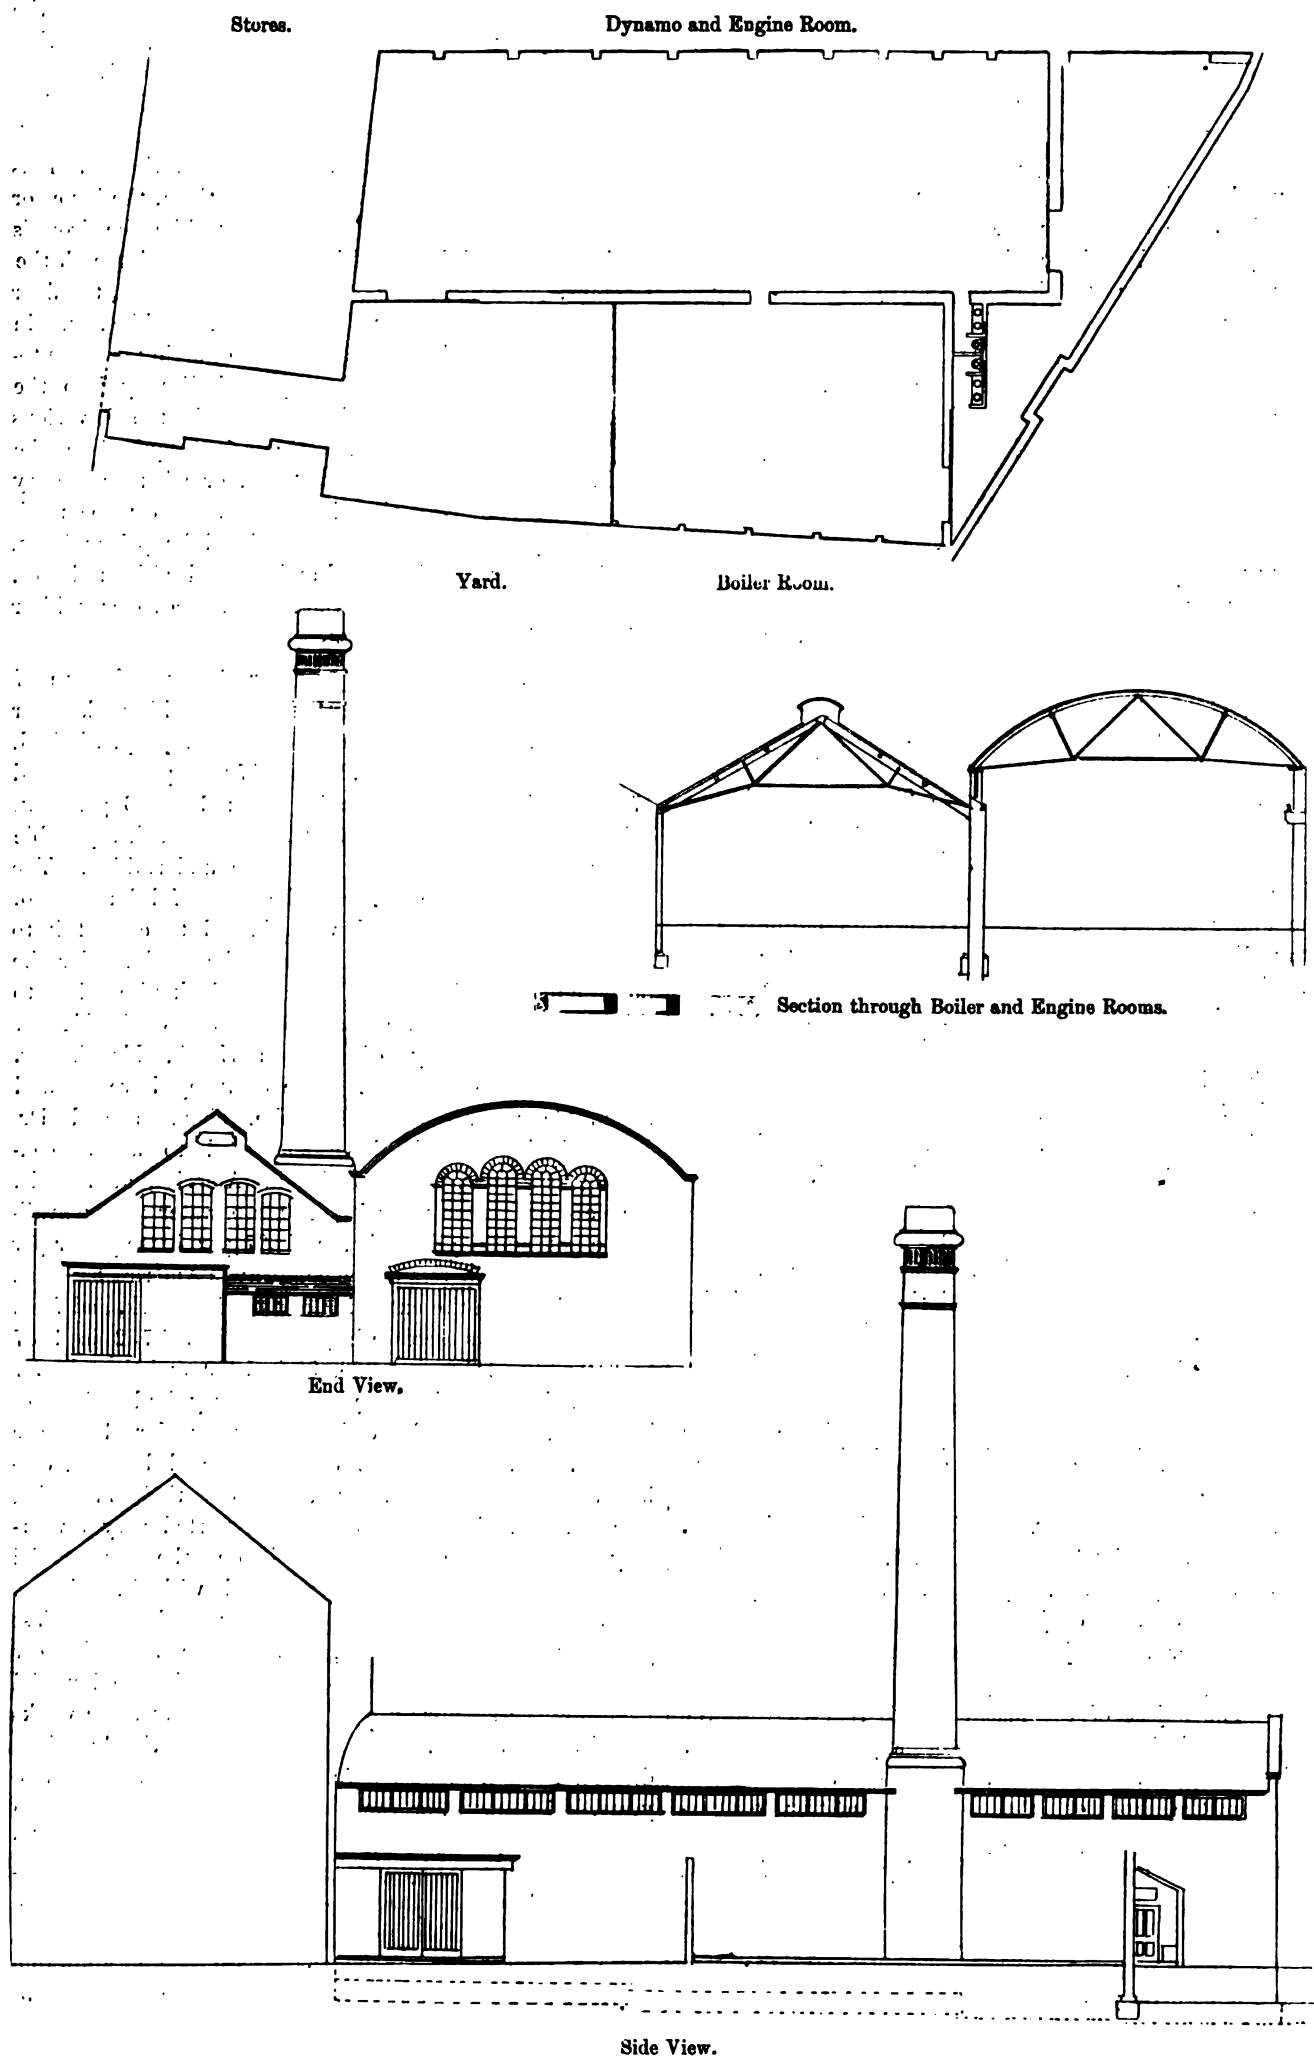 Stores.
Dynamo and Engine Room.
Yard.
Boiler Room.
Section through Boiler and Engine Rooms.
End View.
Side View.